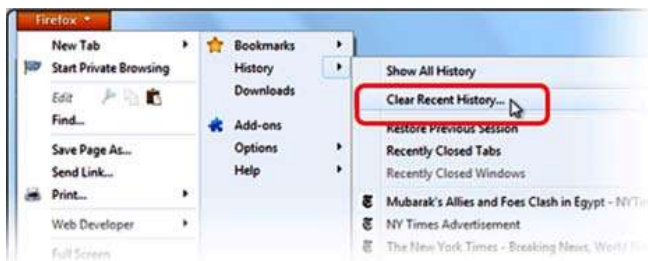 Firefox
New Tab
Start Private Browsing
Edit
Find...
Save Page As...
Send Link...
Print...
Web Developer
Full Screen
Bookmarks
History
Downloads
Add-ons
Options
Help
Show All History
Clear Recent History...
Restore Previous Session
Recently Closed Tabs
Recently Closed Windows
Mubarak's Allies and Foes Clash in Egypt - NYTi
NY Times Advertisement
The New York Times - Breaking News, World